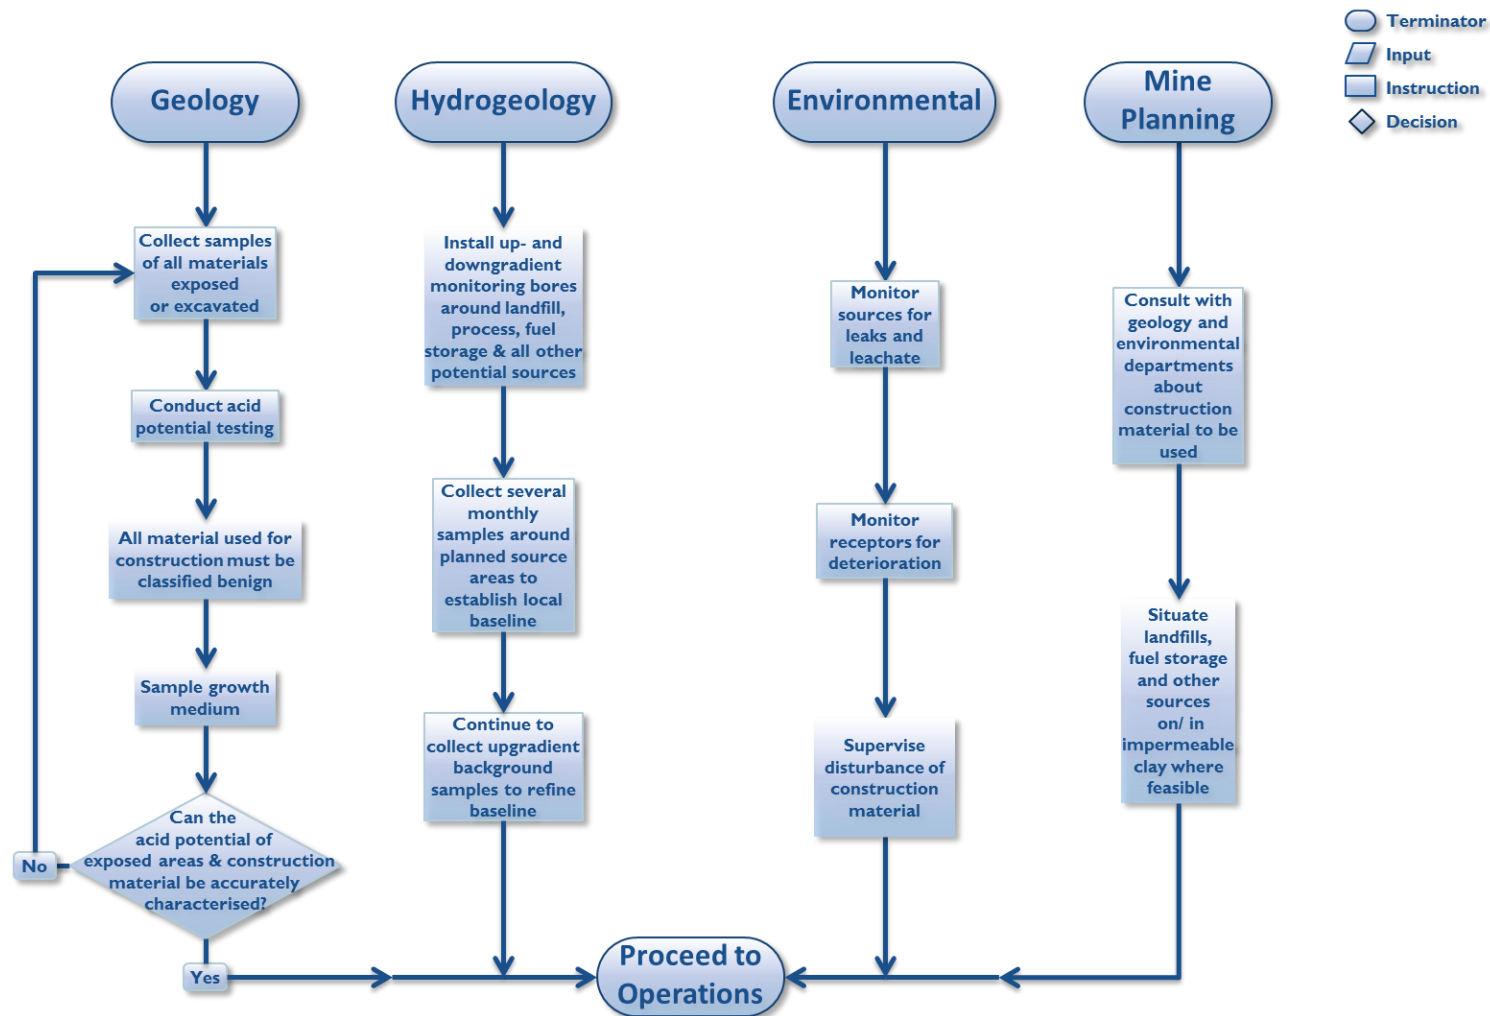 Terminator
Input
Instruction
Decision
Geology
Collect samples
of all materials
exposed
or excavated
Conduct acid
potential testing
All material used for
construction must be
classified benign
Sample growth
medium
Can the
acid potential of
exposed areas & construction
material be accurately
characterised?
No
Yes
Hydrogeology
Install up- and
downgradient
monitoring bores
around landfill,
process, fuel
storage & all other
potential sources
Collect several
monthly
samples around
planned source
areas to
establish local
baseline
Continue to
collect upgradient
background
samples to refine
baseline
Environmental
Monitor
sources for
leaks and
leachate
Monitor
receptors for
deterioration
Supervise
disturbance of
construction
material
Mine
Planning
Consult with
geology and
environmental
departments
about
construction
material to be
used
Situate
landfills,
fuel storage
and other
sources
on/ in
impermeable
clay where
feasible
Proceed to
Operations